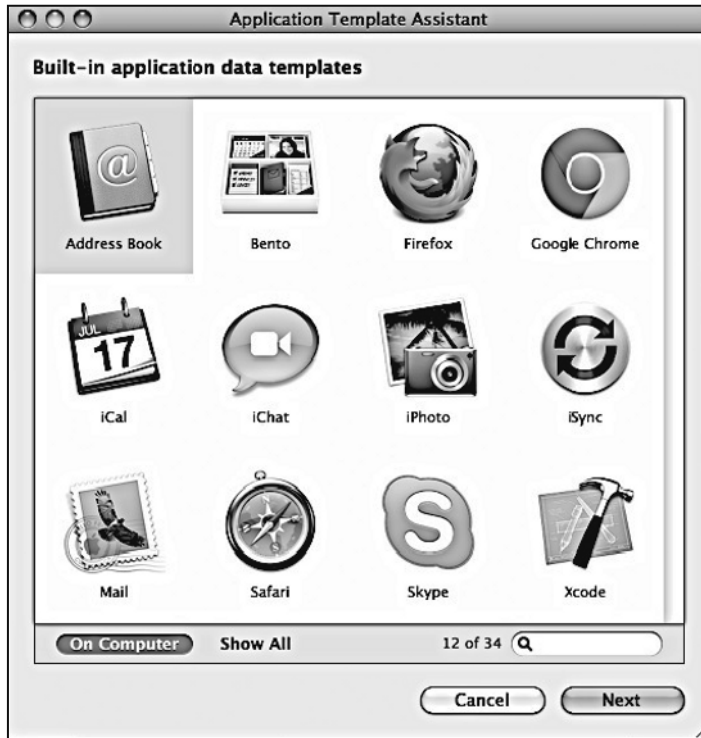 Application Template Assistant
Built-in application data templates
Address Book
Bento
Firefox
Google Chrome
JUL
17
iCal
iChat
iPhoto
iSync
Mail
Safari
S
Skype
Xcode
On Computer
Show All
12 of 34
Cancel
Next